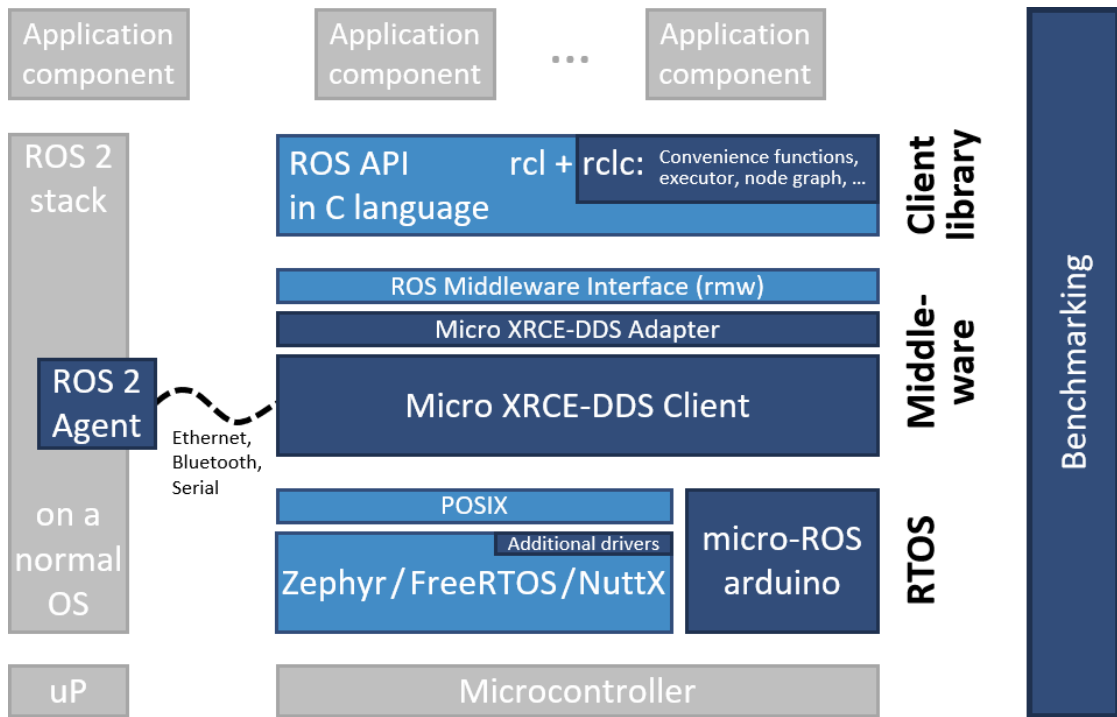 Application
component
Application
component
...
Application
component
ROS 2
stack
ROS 2
Agent
on a
normal
OS
uP
Ethernet,
Bluetooth,
Serial
ROS API
in C language
rcl + rclc:
Convenience functions,
executor, node graph, ...
ROS Middleware Interface (rmw)
Micro XRCE-DDS Adapter
Micro XRCE-DDS Client
POSIX
Additional drivers
Zephyr/FreeRTOS/NuttX
micro-ROS
arduino
Microcontroller
Client
library
Middle-
ware
RTOS
Benchmarking